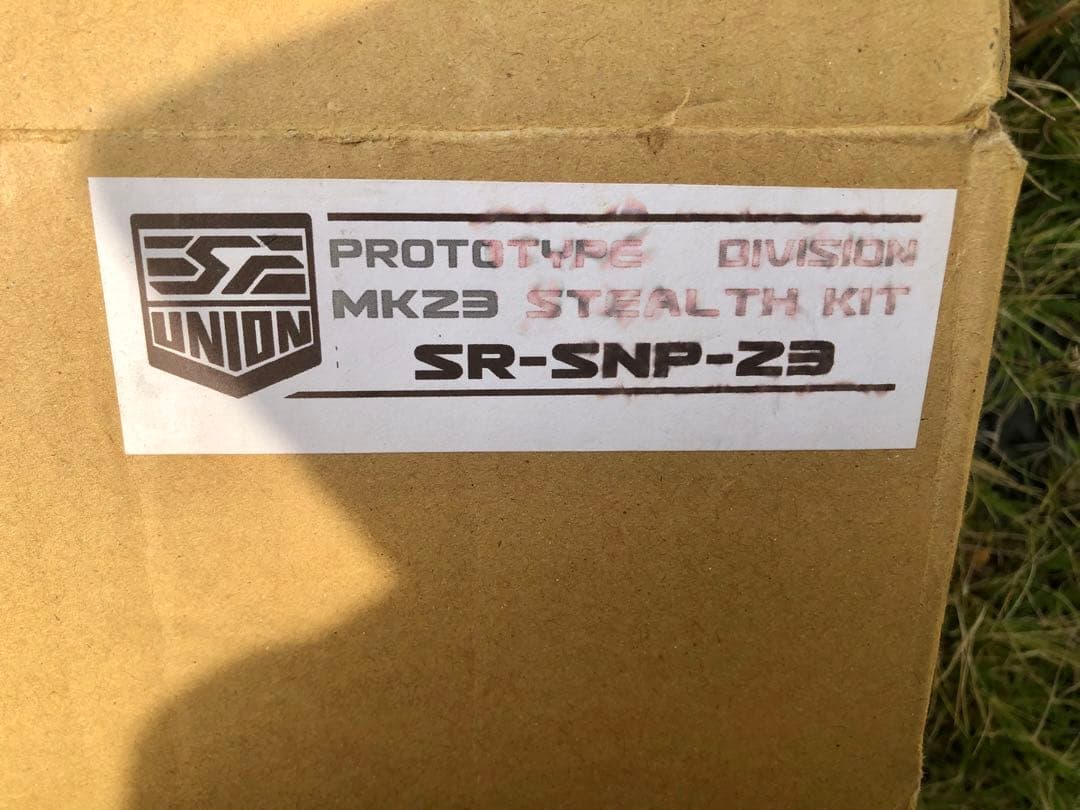 UNION
PROTOTYPE DIVISION
MK23 STEALTH KIT
SR-SNP-23